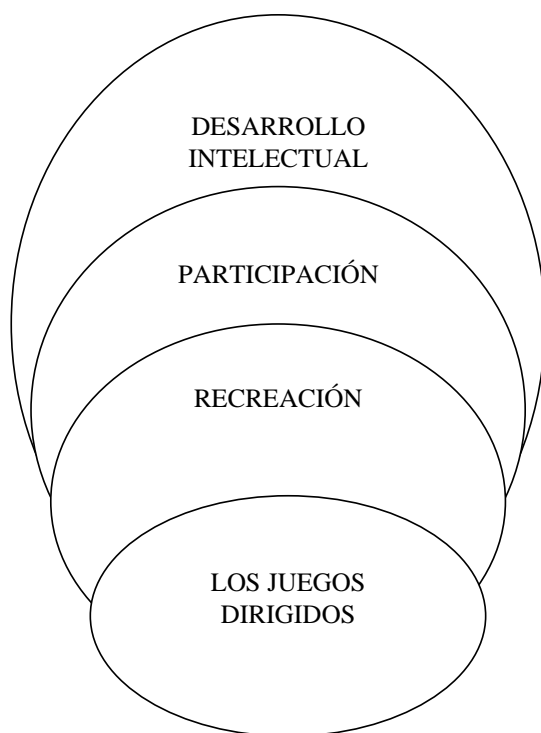 DESARROLLO
INTELECTUAL
PARTICIPACIÓN
RECREACIÓN
LOS JUEGOS
DIRIGIDOS